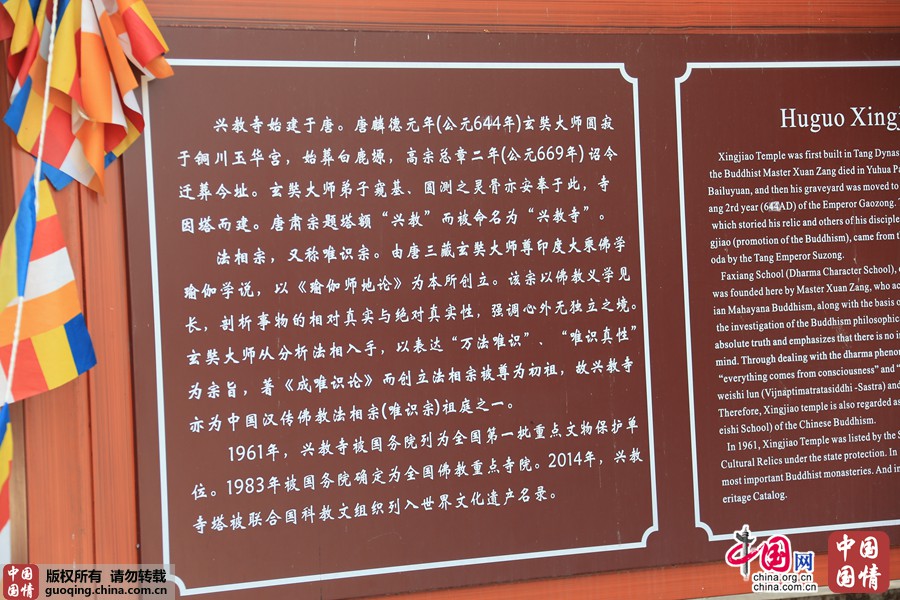 兴教寺始建于唐。唐麟德元年(公元644年)玄奘大师圆寂
于铜川玉华宫，始葬白鹿塬，高宗总章二年(公元669年)诏令
迁葬今址。玄奘大师弟子窥基、圆测之灵骨亦安奉于此，寺
因塔而建。唐肃宗题塔额“兴教”而被命名为“兴教寺”。
法相宗，又称唯识宗。由唐三藏玄奘大师尊印度大乘佛学
瑜伽学说，以《瑜伽师地论》为本所创立。该宗以佛教义学见
长，剖析事物的相对真实与绝对真实性，强调心外无独立之境。
玄奘大师从分析法相入手，以表达“万法唯识”、“唯识真性”
为宗旨，著《成唯识论》而创立法相宗被尊为初祖，故兴教寺
亦为中国汉传佛教法相宗(唯识宗)祖庭之一。
1961年，兴教寺被国务院列为全国第一批重点文物保护单
位。1983年被国务院确定为全国佛教重点寺院。2014年，兴教
寺塔被联合国科教文组织列入世界文化遗产名录。
Huguo Xingj
Xingjiao Temple was first built in Tang Dynas
the Buddhist Master Xuan Zang died in Yuhua Pa
Bailuyuan, and then his graveyard was moved to
ang 2rd year (644AD) of the Emperor Gaozong. T
which storied his relic and others of his disciple
gjiao (promotion of the Buddhism), came from t
oda by the Tang Emperor Suzong.
Faxiang School (Dharma Character School), o
was founded here by Master Xuan Zang, who ac
ian Mahayana Buddhism, along with the basis o
the investigation of the Buddhism philosophic
absolute truth and emphasizes that there is no i
mind. Through dealing with the dharma phenor
“everything comes from consciousness” and “
weishi lun (Vijnaptimatratasiddhi -Sastra) and
Therefore, Xingjiao temple is also regarded as
eishi School) of the Chinese Buddhism.
In 1961, Xingjiao Temple was listed by the S
Cultural Relics under the state protection. In
most important Buddhist monasteries. And in
eritage Catalog.
中国网
china.org.cn
china.com.cn
中国
国情
中国
国情
版权所有 请勿转载
guoqing.china.com.cn